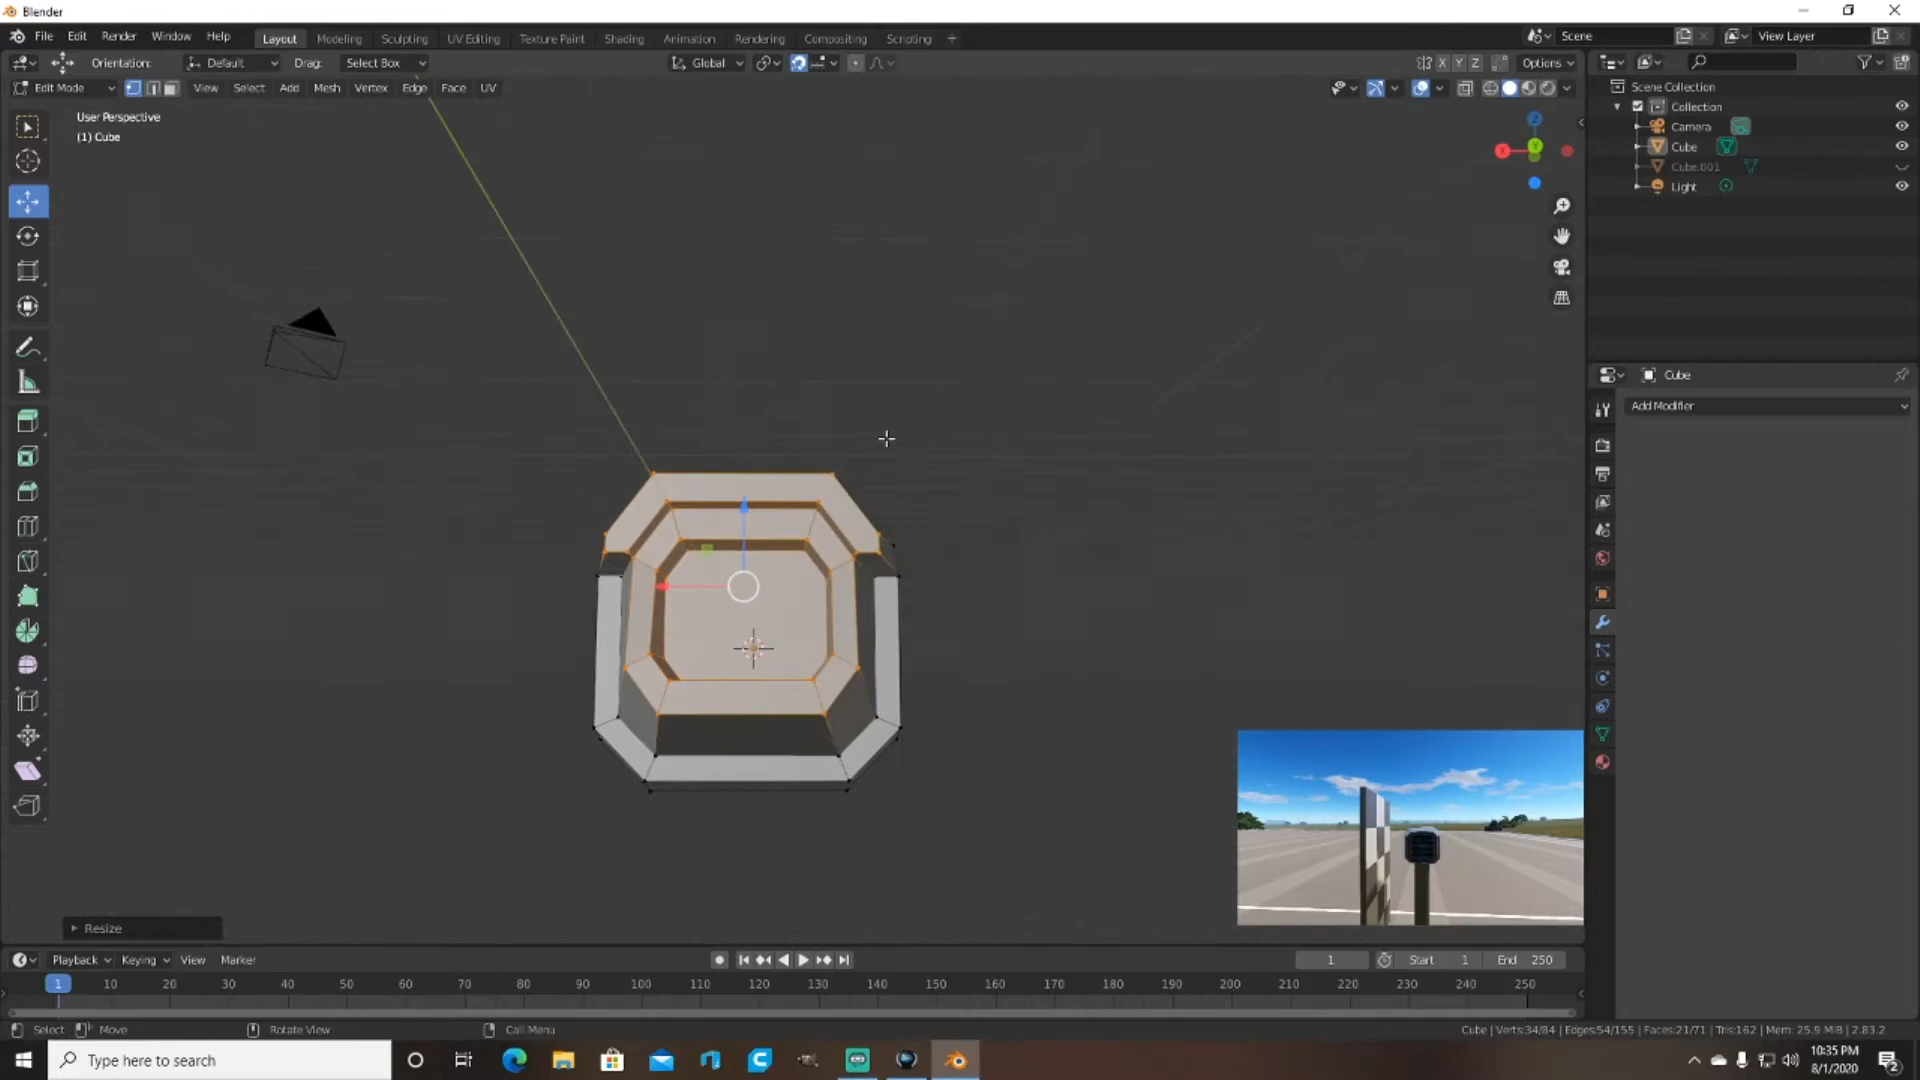 Blender
File Edit Render Window Help
Layout Modeling Sculpting UV Editing Texture Paint Shading Animation Rendering Compositing Scripting +
Scene
View Layer
Orientation: Default Drag: Select Box Global X Y Z Options
Edit Mode View Select Add Mesh Vertex Edge Face UV
User Perspective
(1) Cube
Scene Collection
Collection
Camera
Cube
Cube.001
Light
Cube
Add Modifier
Resize
Playback Keying View Marker
1 Start 1 End 250
1 10 20 30 40 50 60 70 80 90 100 110 120 130 140 150 160 170 180 190 200 210 220 230 240 250
Select Move Rotate View Call Menu
Cube | Verts:34/84 | Edges:54/155 | Faces:21/71 | Tris:162 | Mem: 25.9 MiB | 2.83.2
Type here to search
10:35 PM
8/1/2020
2